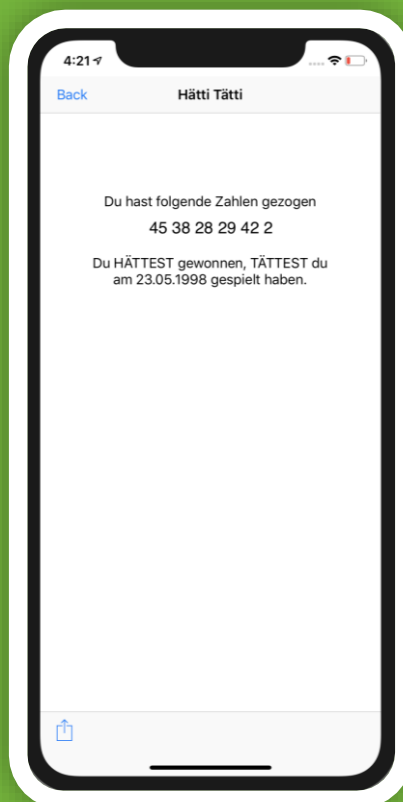 4:21
Back
Hätti Tätti
Du hast folgende Zahlen gezogen
45 38 28 29 42 2
Du HÄTTEST gewonnen, TÄTTEST du
am 23.05.1998 gespielt haben.